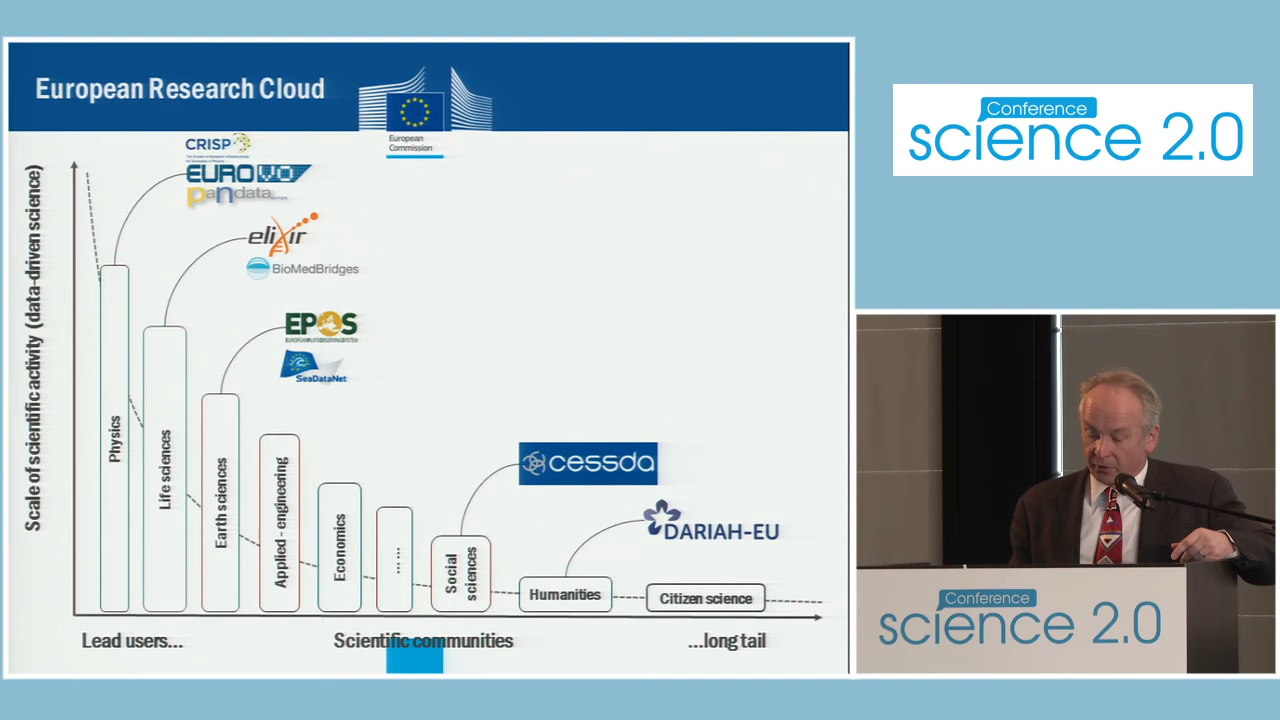 European Research Cloud
European
Commission
CRISP
EURO VO
pandata
elixir
BioMedBridges
EPOS
SeaDataNet
cessda
DARIAH-EU
Scale of scientific activity (data-driven science)
Physics
Life sciences
Earth sciences
Applied - engineering
Economics
... ...
Social
sciences
Humanities
Citizen science
Lead users...
Scientific communities
...long tail
Conference
science 2.0
Conference
science 2.0